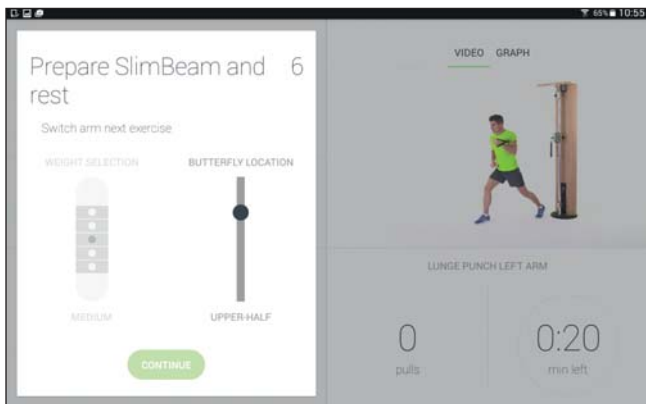 65% 10:55
Prepare SlimBeam and 6
rest
Switch arm next exercise
WEIGHT SELECTION
BUTTERFLY LOCATION
MEDIUM
UPPER-HALF
CONTINUE
VIDEO GRAPH
LUNGE PUNCH LEFT ARM
0
pulls
0:20
min left